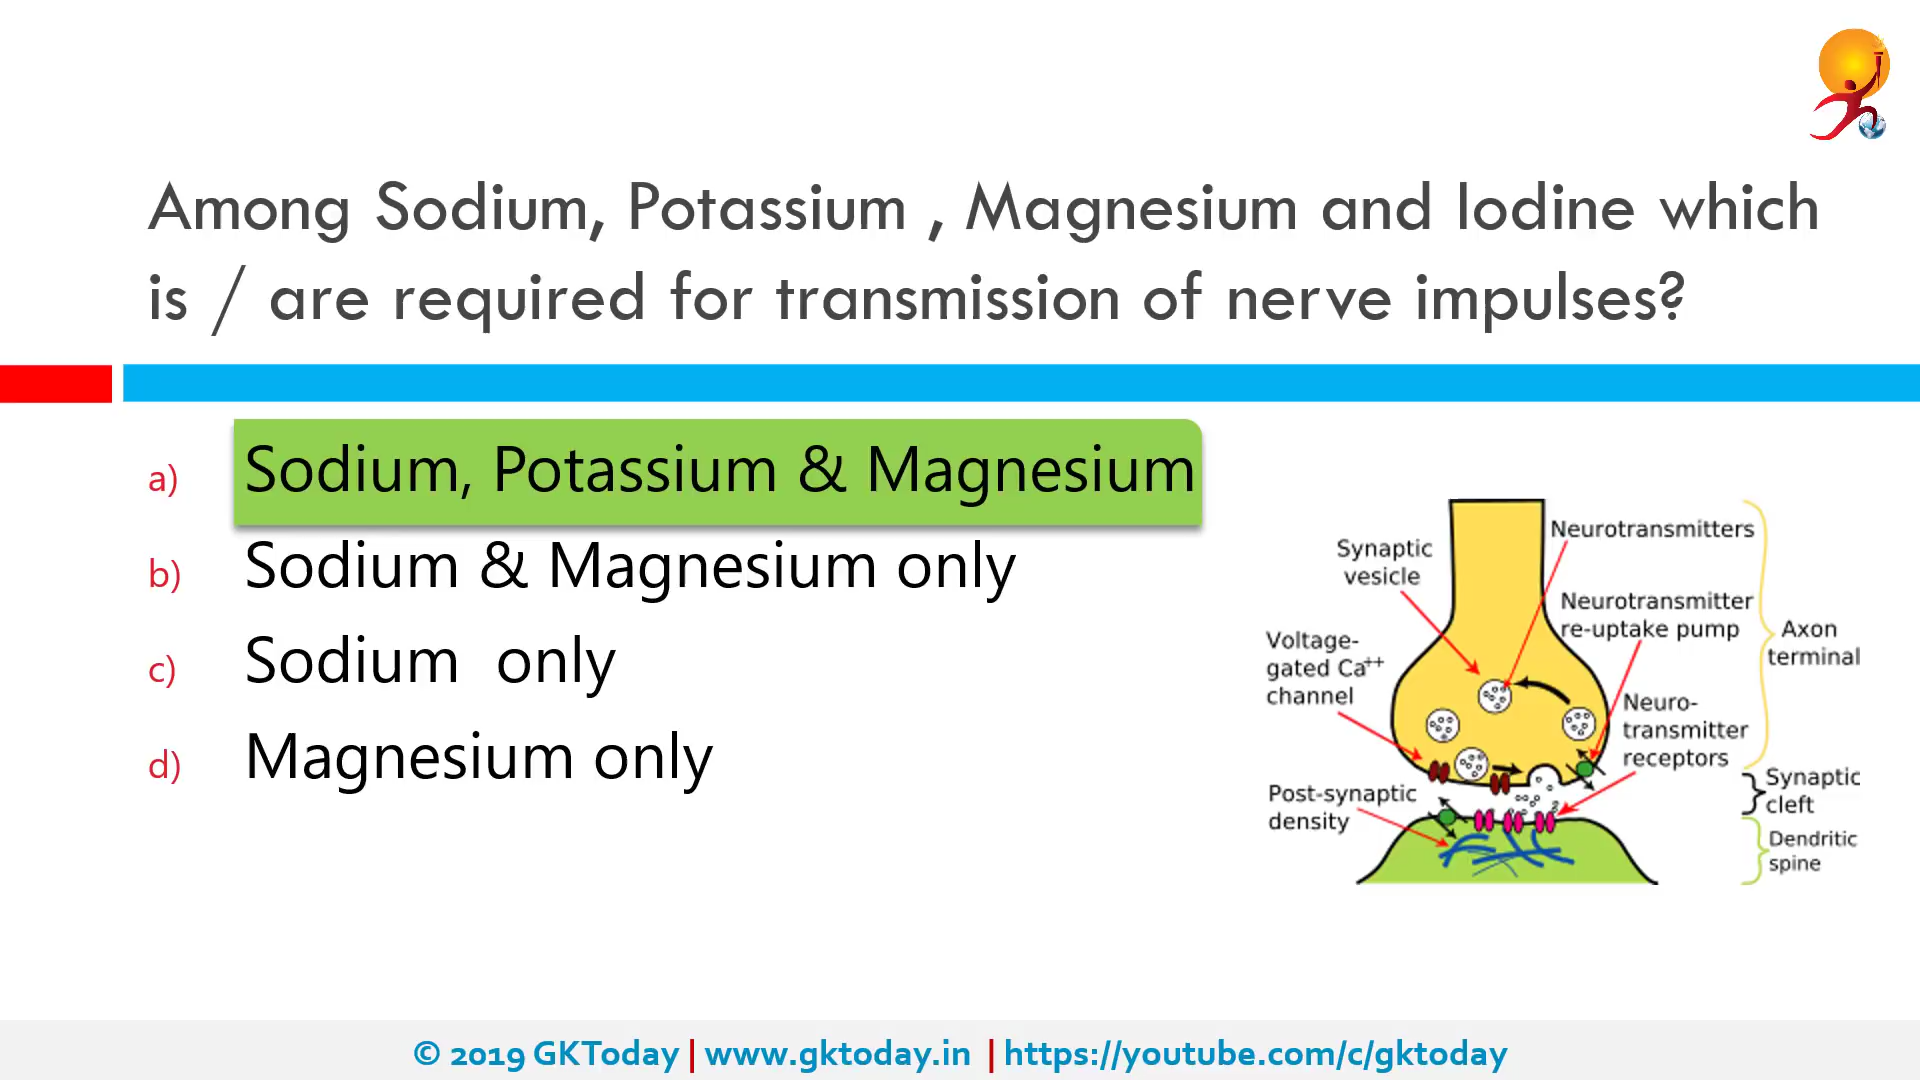 Among Sodium, Potassium , Magnesium and Iodine which
is / are required for transmission of nerve impulses?
a) Sodium, Potassium & Magnesium
b) Sodium & Magnesium only
c) Sodium only
d) Magnesium only
Neurotransmitters
Synaptic
vesicle
Neurotransmitter
re-uptake pump
Axon
terminal
Voltage-
gated Ca++
channel
Neuro-
transmitter
receptors
Synaptic
cleft
Post-synaptic
density
Dendritic
spine
© 2019 GKToday | www.gktoday.in | https://youtube.com/c/gktoday